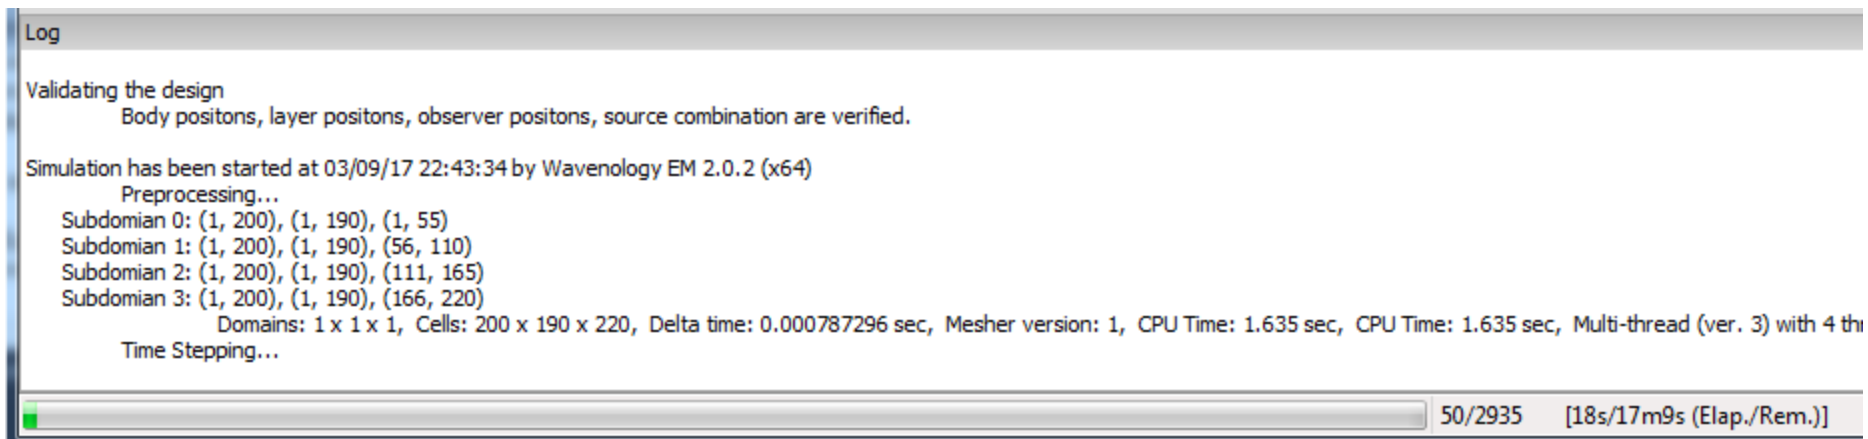 Log
Validating the design
Body positons, layer positons, observer positons, source combination are verified.
Simulation has been started at 03/09/17 22:43:34 by Wavenology EM 2.0.2 (x64)
Preprocessing...
Subdomian 0: (1, 200), (1, 190), (1, 55)
Subdomian 1: (1, 200), (1, 190), (56, 110)
Subdomian 2: (1, 200), (1, 190), (111, 165)
Subdomian 3: (1, 200), (1, 190), (166, 220)
Domains: 1 x 1 x 1, Cells: 200 x 190 x 220, Delta time: 0.000787296 sec, Mesher version: 1, CPU Time: 1.635 sec, CPU Time: 1.635 sec, Multi-thread (ver. 3) with 4
Time Stepping...
50/2935 [18s/17m9s (Elap./Rem.)]